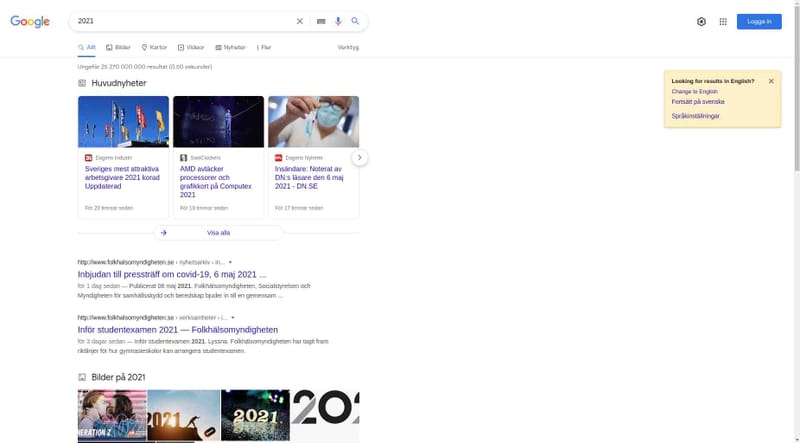 Google
2021
Logga in
Allt
Bilder
Kartor
Videor
Nyheter
Fler
Verktyg
Ungefär 25 270 000 000 resultat (0,60 sekunder)
Looking for results in English?
Change to English
Fortsätt på svenska
Språkinställningar
Huvudnyheter
Dagens industri
Sveriges mest attraktiva
arbetsgivare 2021 korad
Uppdaterad
För 20 timmar sedan
SweClockers
AMD avtäcker
processorer och
grafikkort på Computex
2021
För 19 timmar sedan
Dagens Nyheter
Insändare: Noterat av
DN:s läsare den 6 maj
2021 - DN.SE
För 17 timmar sedan
Visa alla
http://www.folkhalsomyndigheten.se › nyhetsarkiv › in...
Inbjudan till pressträff om covid-19, 6 maj 2021 ...
för 1 dag sedan — Publicerat 06 maj 2021. Folkhälsomyndigheten, Socialstyrelsen och
Myndigheten för samhällsskydd och beredskap bjuder in till en gemensam ...
http://www.folkhalsomyndigheten.se › verksamheter › i...
Inför studentexamen 2021 — Folkhälsomyndigheten
för 3 dagar sedan — Inför studentexamen 2021. Lyssna. Folkhälsomyndigheten har tagit fram
riktlinjer för hur gymnasieskolor kan arrangera studentexamen.
Bilder på 2021
2021
2021
202